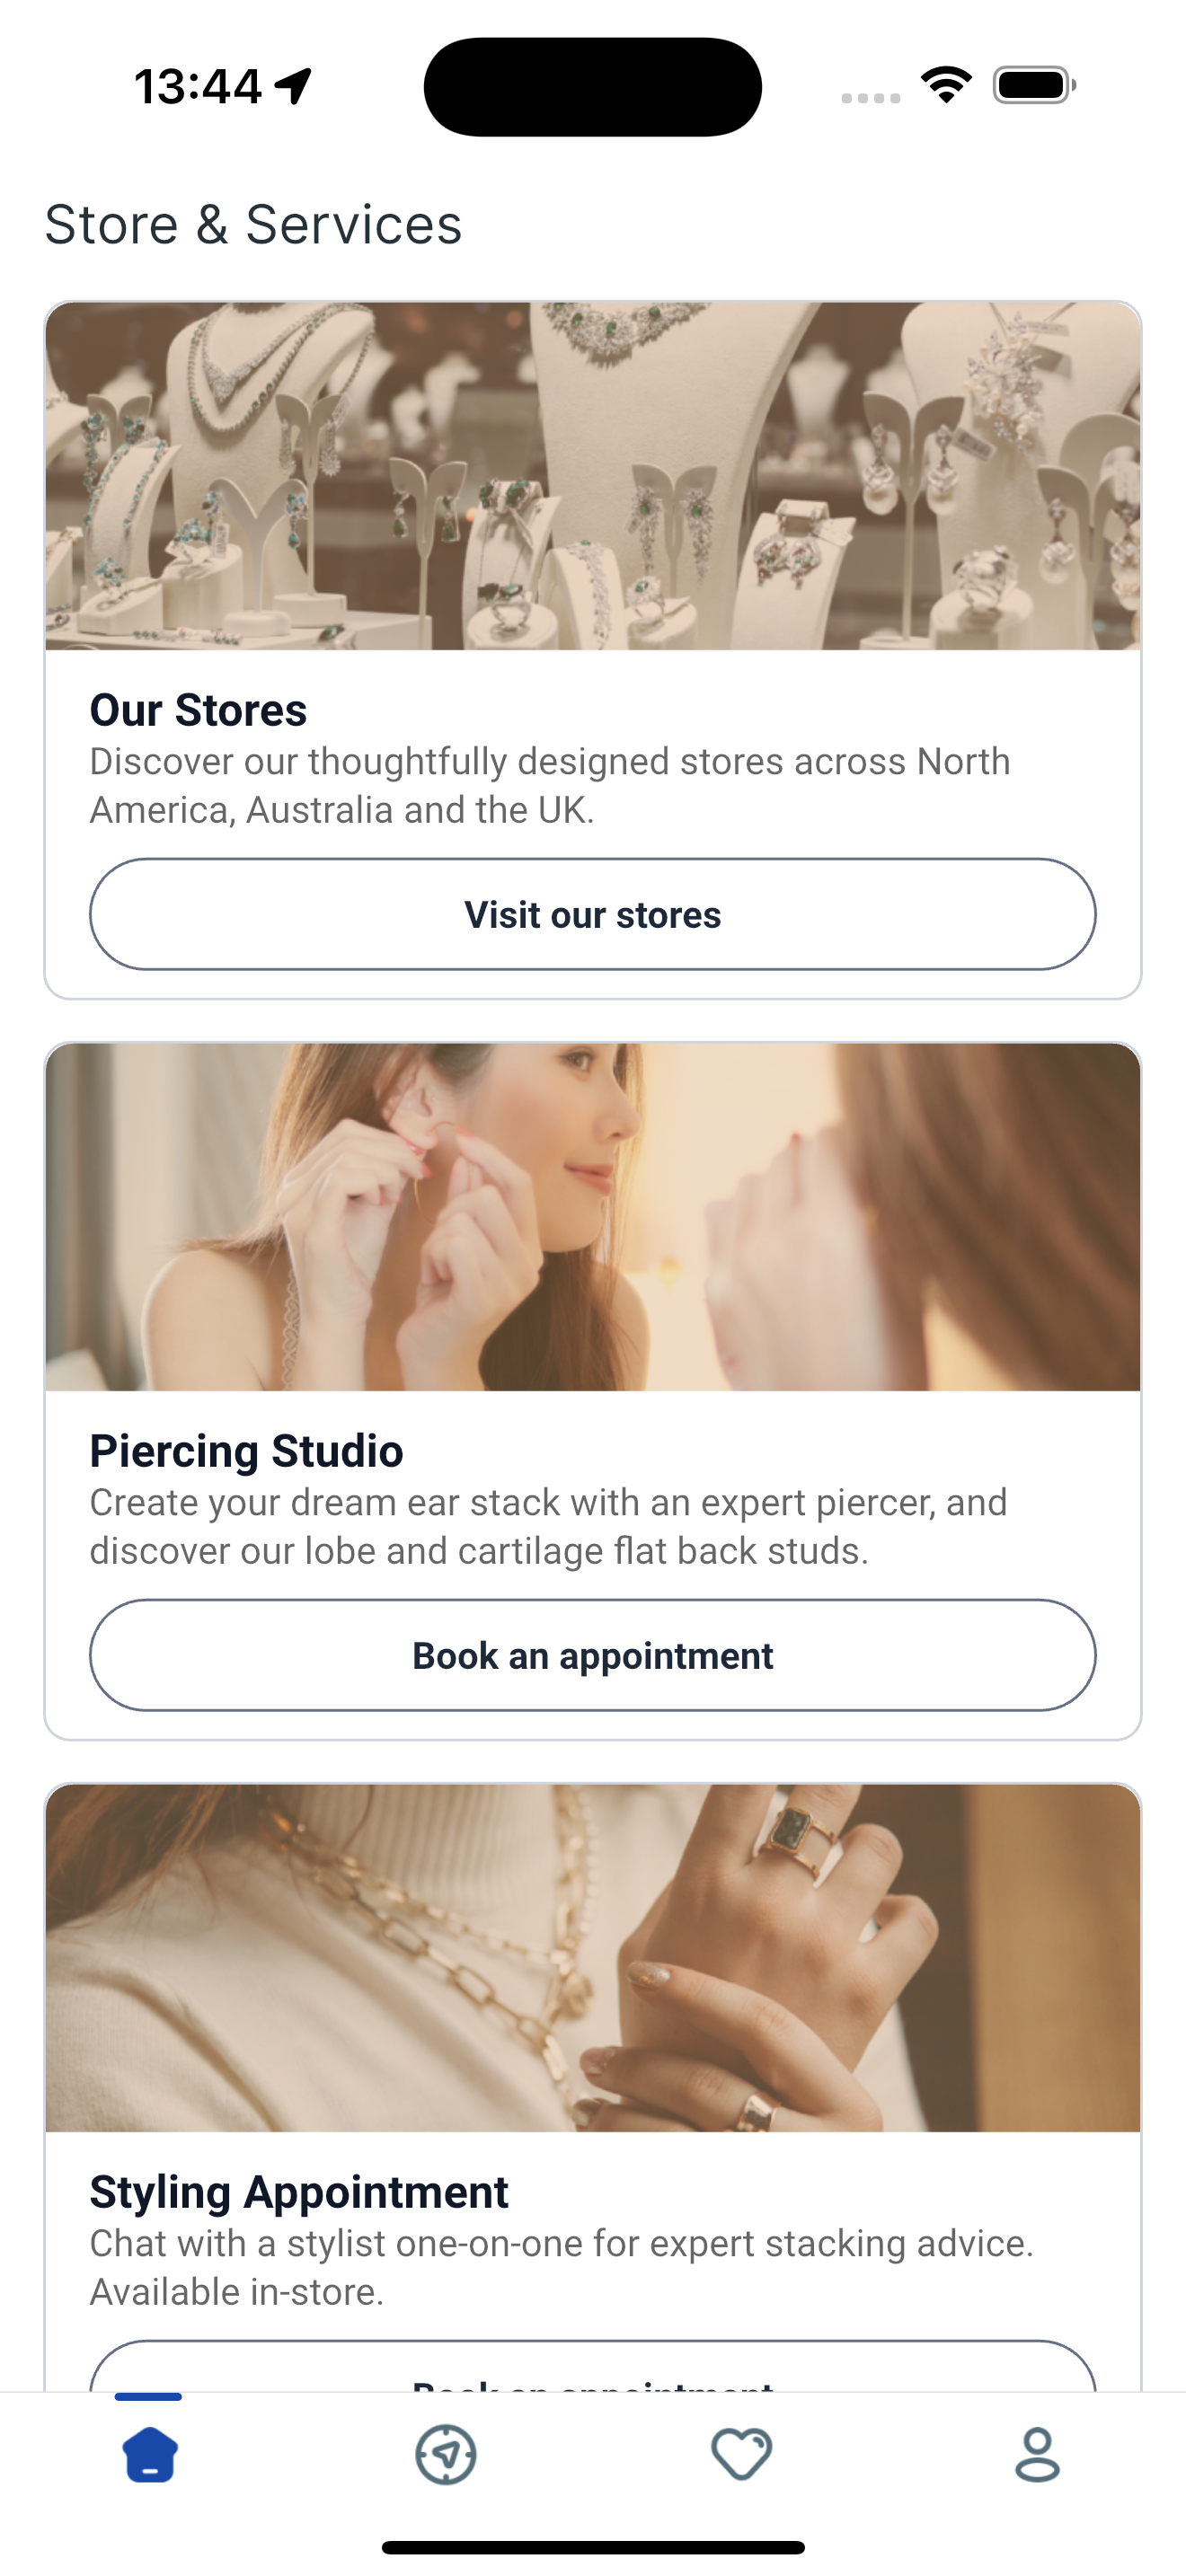 13:44
Store & Services
Our Stores
Discover our thoughtfully designed stores across North
America, Australia and the UK.
Visit our stores
Piercing Studio
Create your dream ear stack with an expert piercer, and
discover our lobe and cartilage flat back studs.
Book an appointment
Styling Appointment
Chat with a stylist one-on-one for expert stacking advice.
Available in-store.
Book an appointment